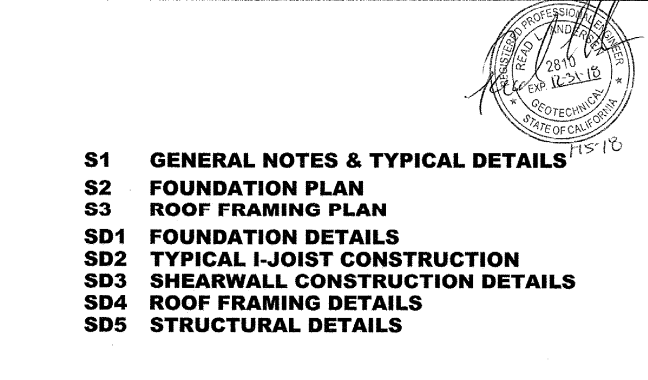 REGISTERED PROFESSIONAL ENGINEER
READ L. ANDERSEN
2810
EXP. 12-31-18
GEOTECHNICAL
STATE OF CALIFORNIA
S1 GENERAL NOTES & TYPICAL DETAILS
S2 FOUNDATION PLAN
S3 ROOF FRAMING PLAN
SD1 FOUNDATION DETAILS
SD2 TYPICAL I-JOIST CONSTRUCTION
SD3 SHEARWALL CONSTRUCTION DETAILS
SD4 ROOF FRAMING DETAILS
SD5 STRUCTURAL DETAILS